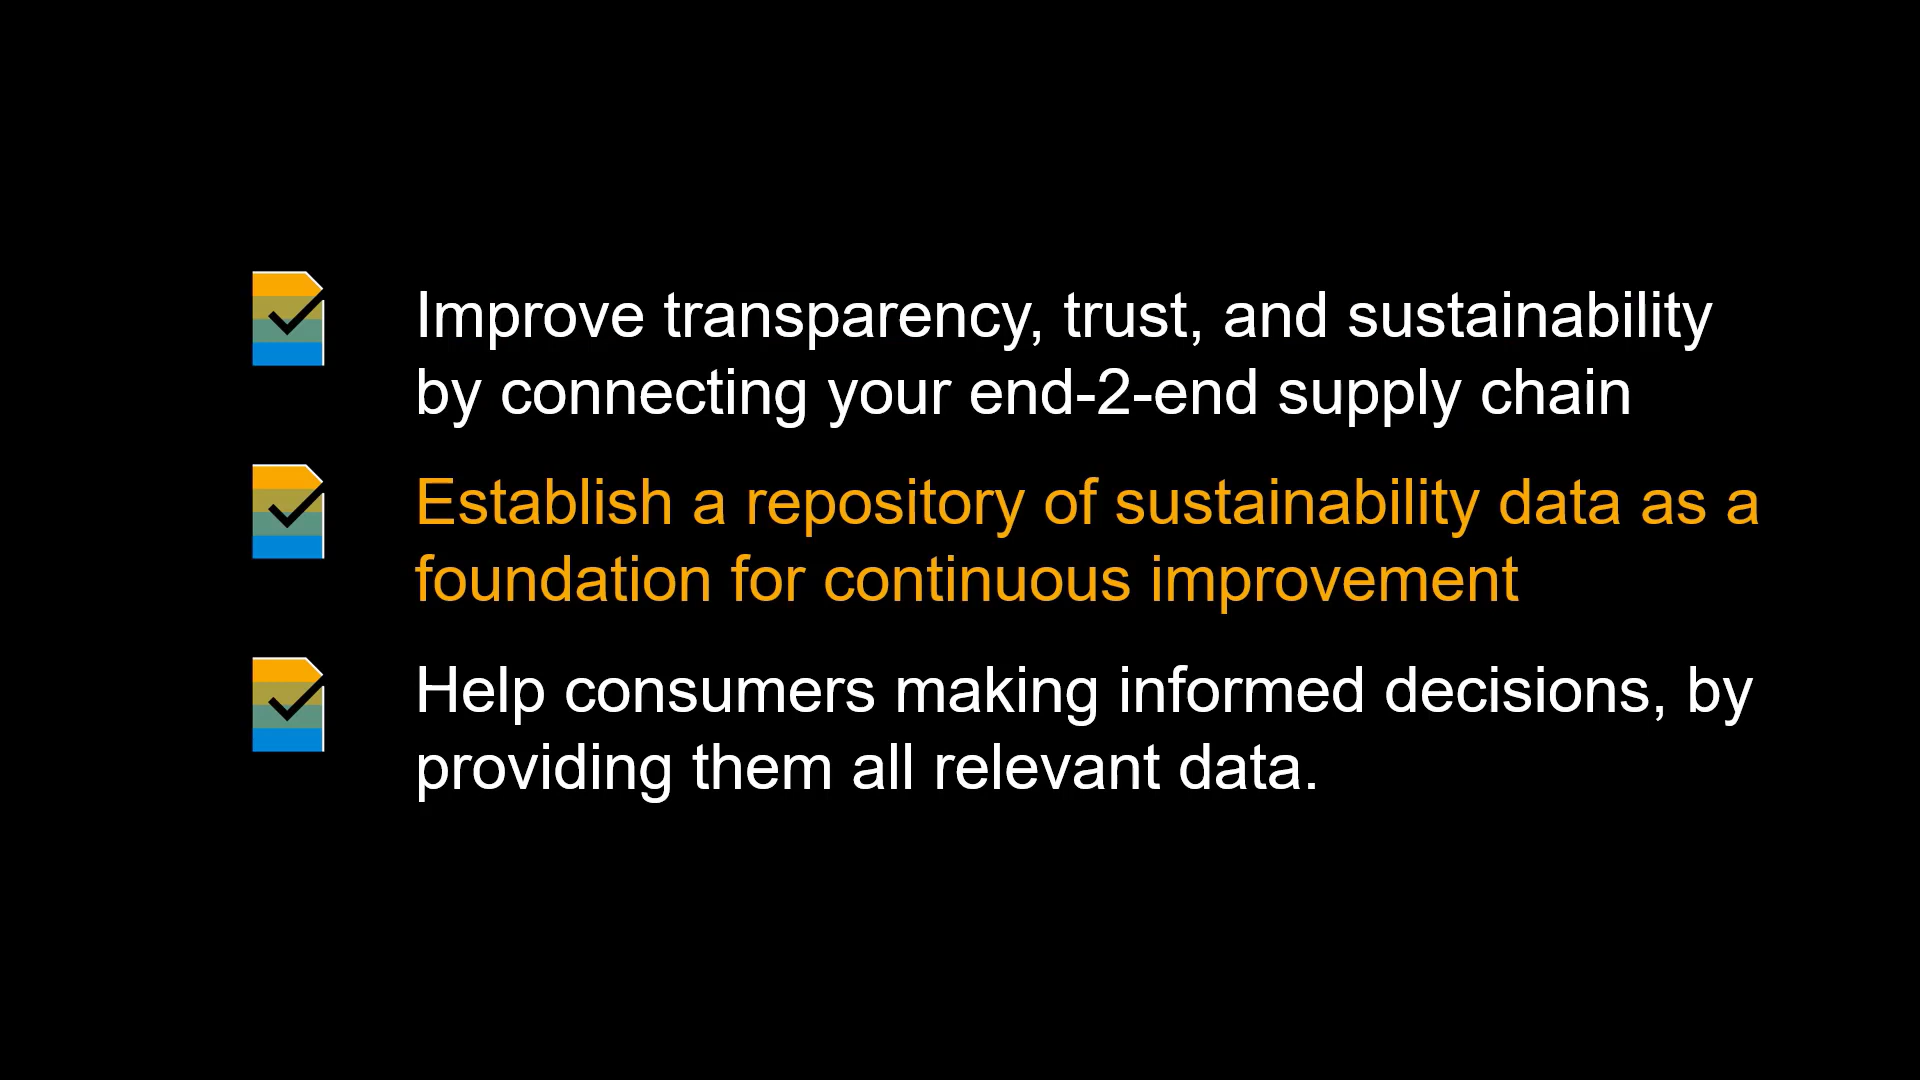 Improve transparency, trust, and sustainability
by connecting your end-2-end supply chain
Establish a repository of sustainability data as a
foundation for continuous improvement
Help consumers making informed decisions, by
providing them all relevant data.